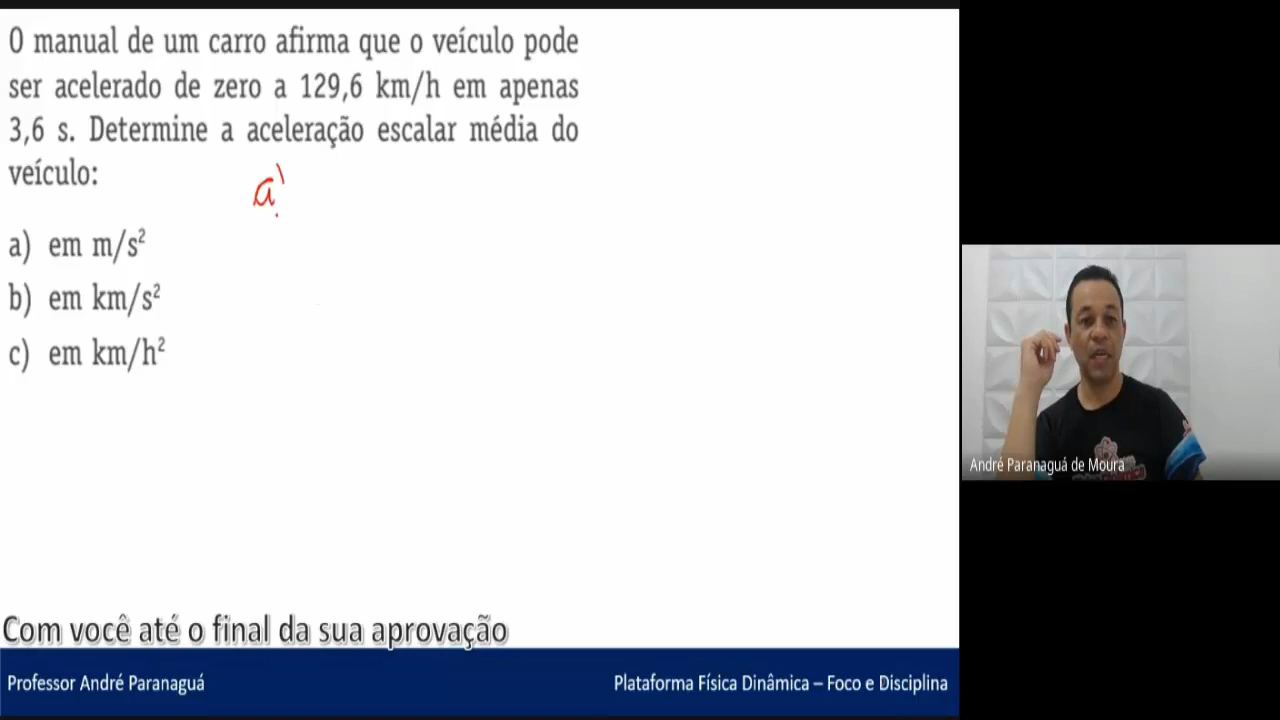 O manual de um carro afirma que o veículo pode
ser acelerado de zero a 129,6 km/h em apenas
3,6 s. Determine a aceleração escalar média do
veículo:
a
a) em m/s²
b) em km/s²
c) em km/h²
André Paranaguá de Moura
Com você até o final da sua aprovação
Professor André Paranaguá
Plataforma Física Dinâmica – Foco e Disciplina